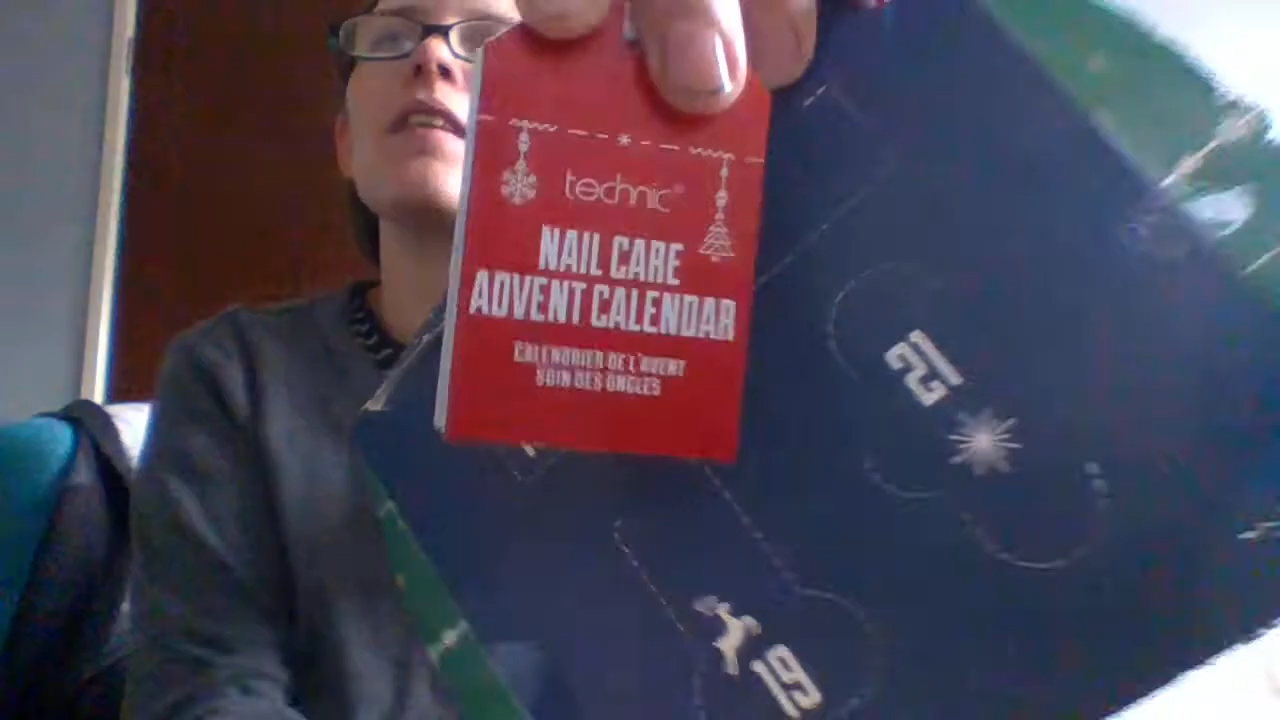 technic®
NAIL CARE
ADVENT CALENDAR
CALENDRIER DE L'AVENT
SOIN DES ONGLES
21
19